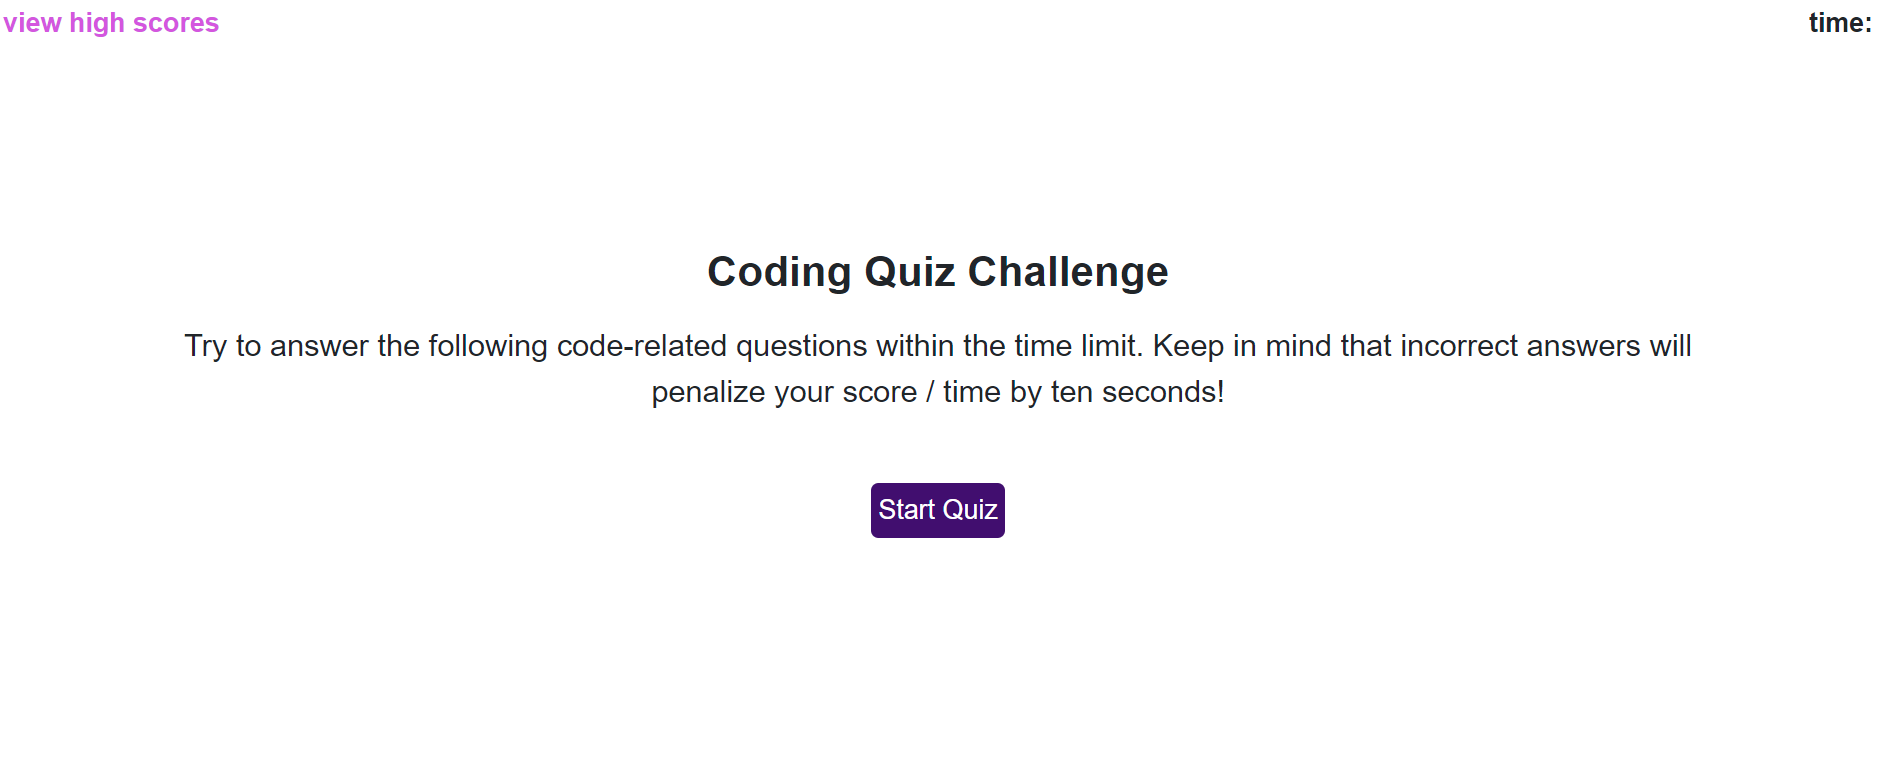 view high scores
time:
Coding Quiz Challenge
Try to answer the following code-related questions within the time limit. Keep in mind that incorrect answers will
penalize your score / time by ten seconds!
Start Quiz